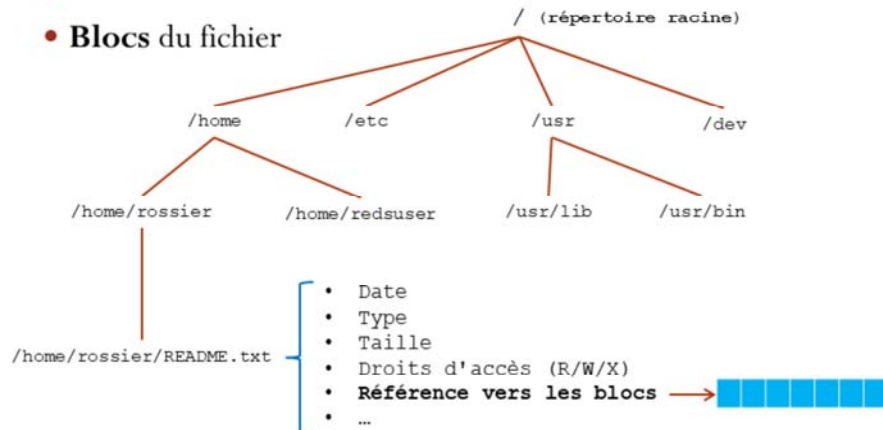 / (répertoire racine)
• Blocs du fichier
/home
/etc
/usr
/dev
/home/rossier
/home/redsuser
/usr/lib
/usr/bin
• Date
• Type
• Taille
/home/rossier/README.txt
• Droits d'accès (R/W/X)
• Référence vers les blocs
• …